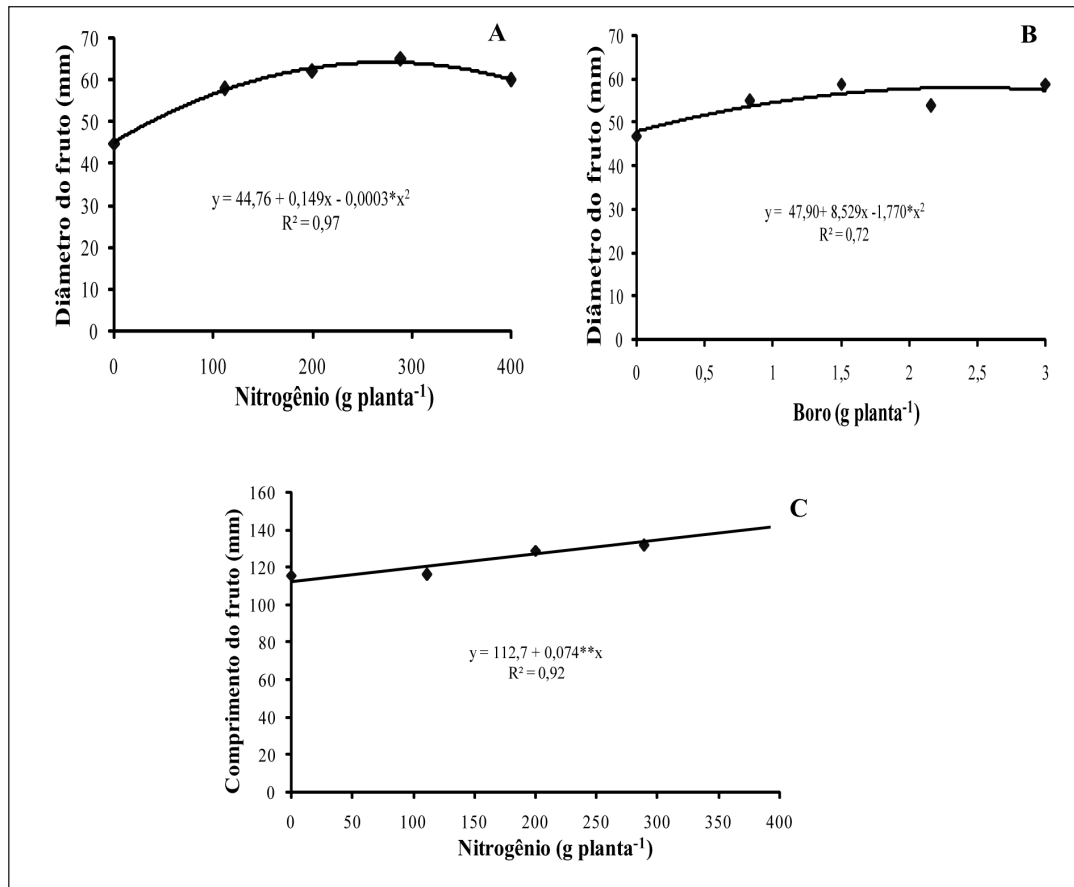 A
Diâmetro do fruto (mm)
70
60
50
40
30
20
10
0
y = 44,76 + 0,149x - 0,0003*x²
R² = 0,97
0 100 200 300 400
Nitrogênio (g planta⁻¹)
B
Diâmetro do fruto (mm)
70
60
50
40
30
20
10
0
y = 47,90+ 8,529x -1,770*x²
R² = 0,72
0 0,5 1 1,5 2 2,5 3
Boro (g planta⁻¹)
C
Comprimento do fruto (mm)
160
140
120
100
80
60
40
20
0
y = 112,7 + 0,074**x
R² = 0,92
0 50 100 150 200 250 300 350 400
Nitrogênio (g planta⁻¹)